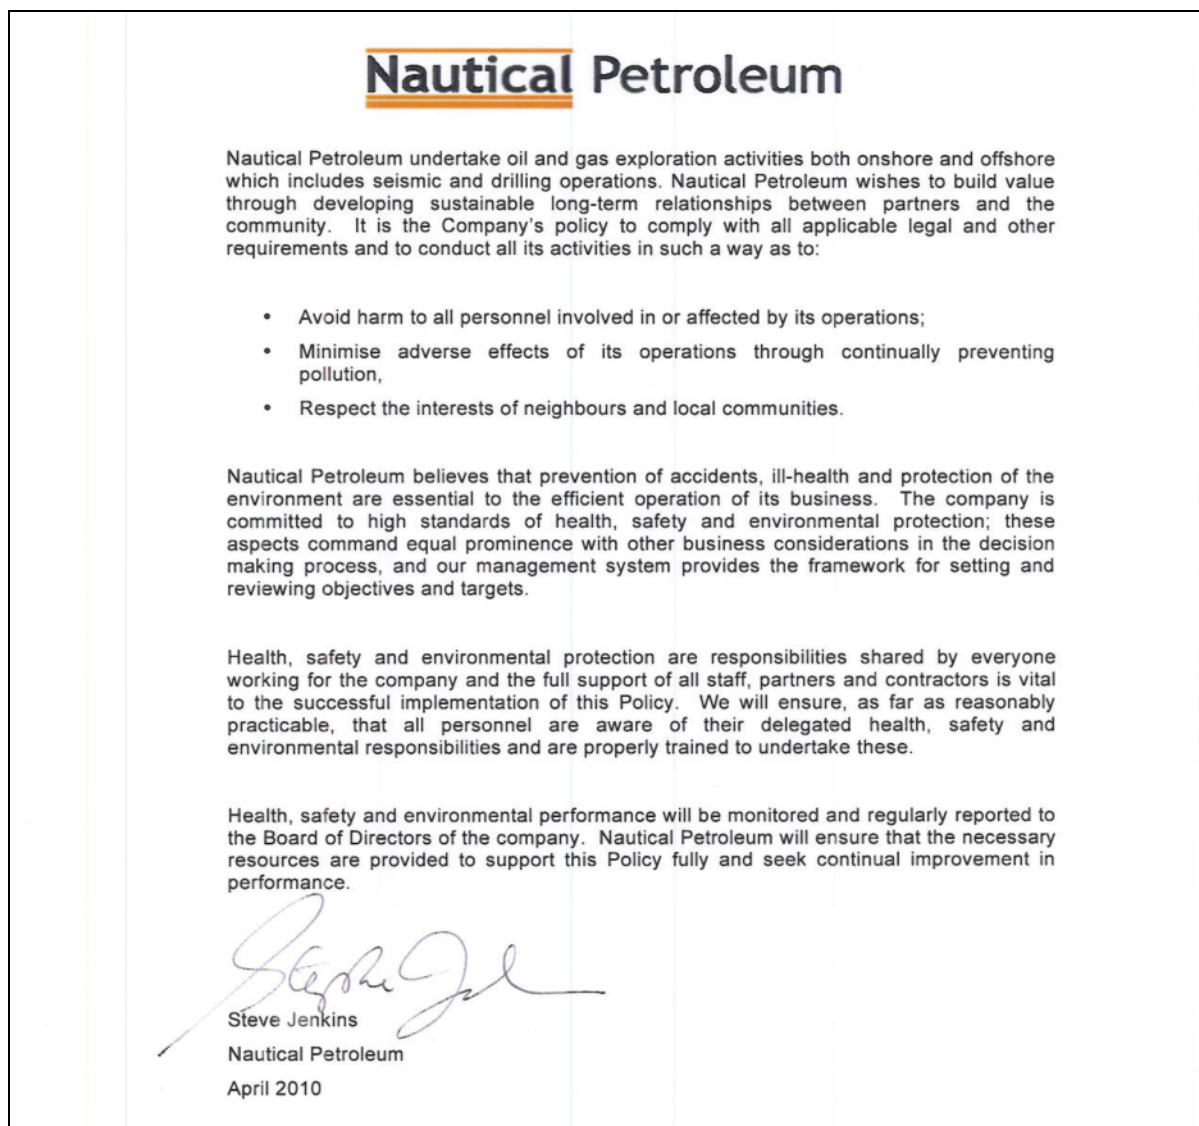 Nautical Petroleum
Nautical Petroleum undertake oil and gas exploration activities both onshore and offshore
which includes seismic and drilling operations. Nautical Petroleum wishes to build value
through developing sustainable long-term relationships between partners and the
community. It is the Company's policy to comply with all applicable legal and other
requirements and to conduct all its activities in such a way as to:
• Avoid harm to all personnel involved in or affected by its operations;
• Minimise adverse effects of its operations through continually preventing
pollution,
• Respect the interests of neighbours and local communities.
Nautical Petroleum believes that prevention of accidents, ill-health and protection of the
environment are essential to the efficient operation of its business. The company is
committed to high standards of health, safety and environmental protection; these
aspects command equal prominence with other business considerations in the decision
making process, and our management system provides the framework for setting and
reviewing objectives and targets.
Health, safety and environmental protection are responsibilities shared by everyone
working for the company and the full support of all staff, partners and contractors is vital
to the successful implementation of this Policy. We will ensure, as far as reasonably
practicable, that all personnel are aware of their delegated health, safety and
environmental responsibilities and are properly trained to undertake these.
Health, safety and environmental performance will be monitored and regularly reported to
the Board of Directors of the company. Nautical Petroleum will ensure that the necessary
resources are provided to support this Policy fully and seek continual improvement in
performance.
Steve Jenkins
Nautical Petroleum
April 2010